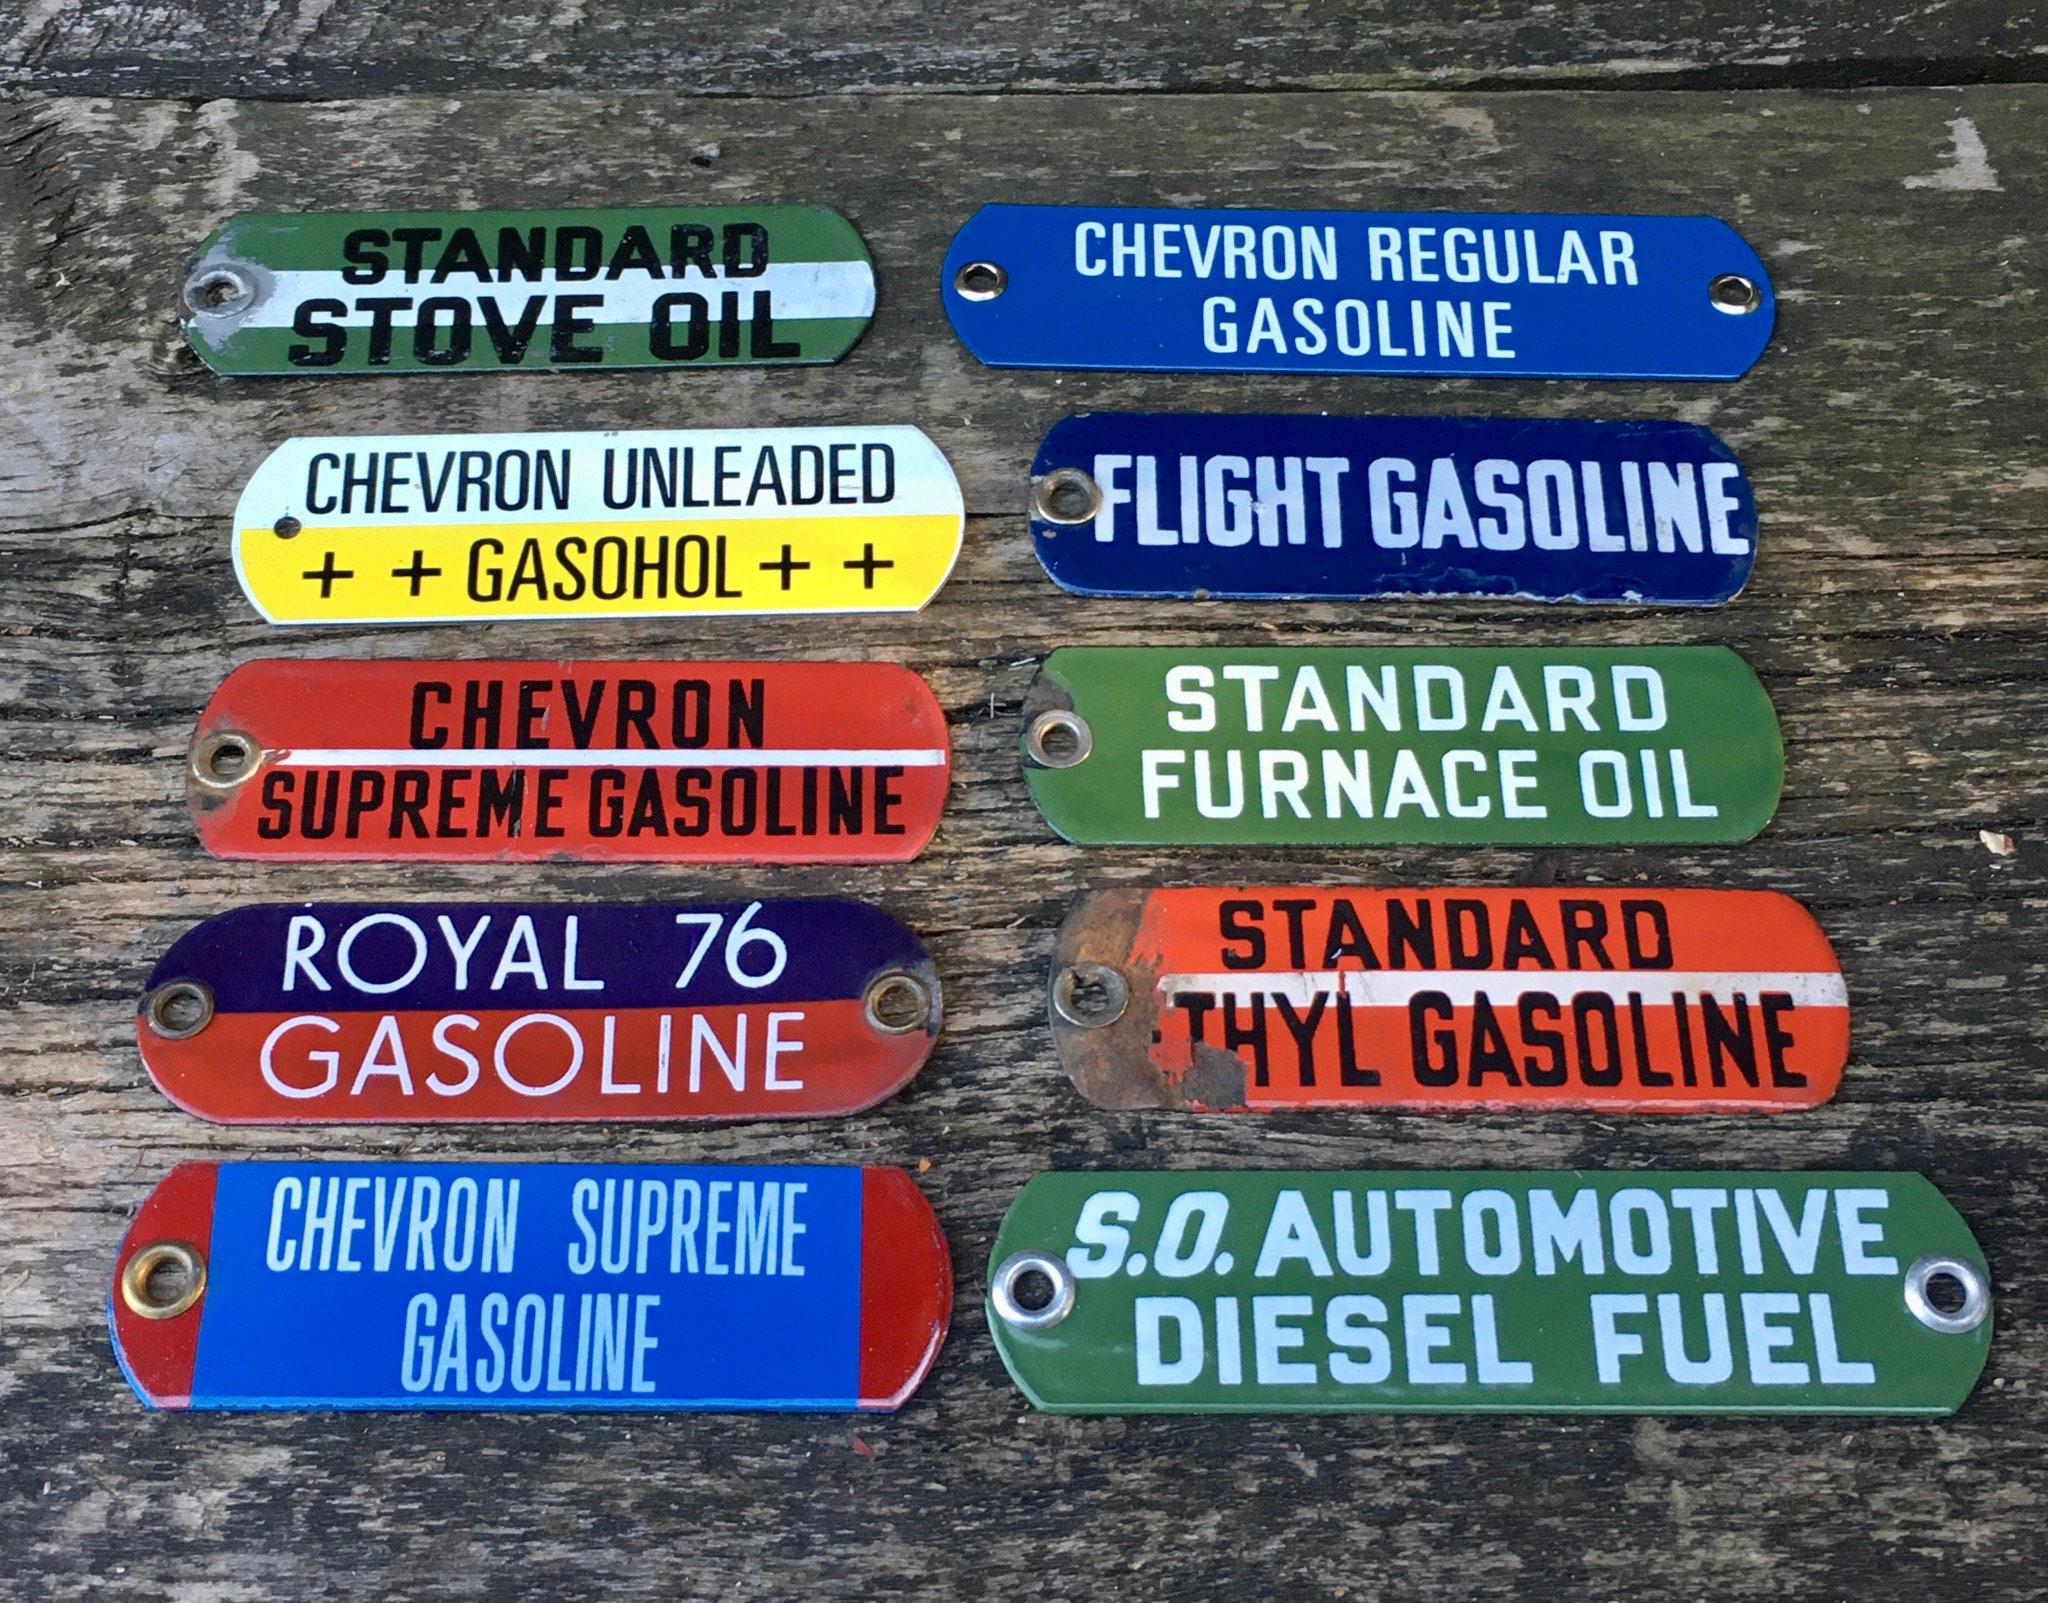 STANDARD
STOVE OIL
CHEVRON REGULAR
GASOLINE
CHEVRON UNLEADED
+ + GASOHOL + +
FLIGHT GASOLINE
CHEVRON
SUPREME GASOLINE
STANDARD
FURNACE OIL
ROYAL 76
GASOLINE
STANDARD
THYL GASOLINE
CHEVRON SUPREME
GASOLINE
S.O. AUTOMOTIVE
DIESEL FUEL